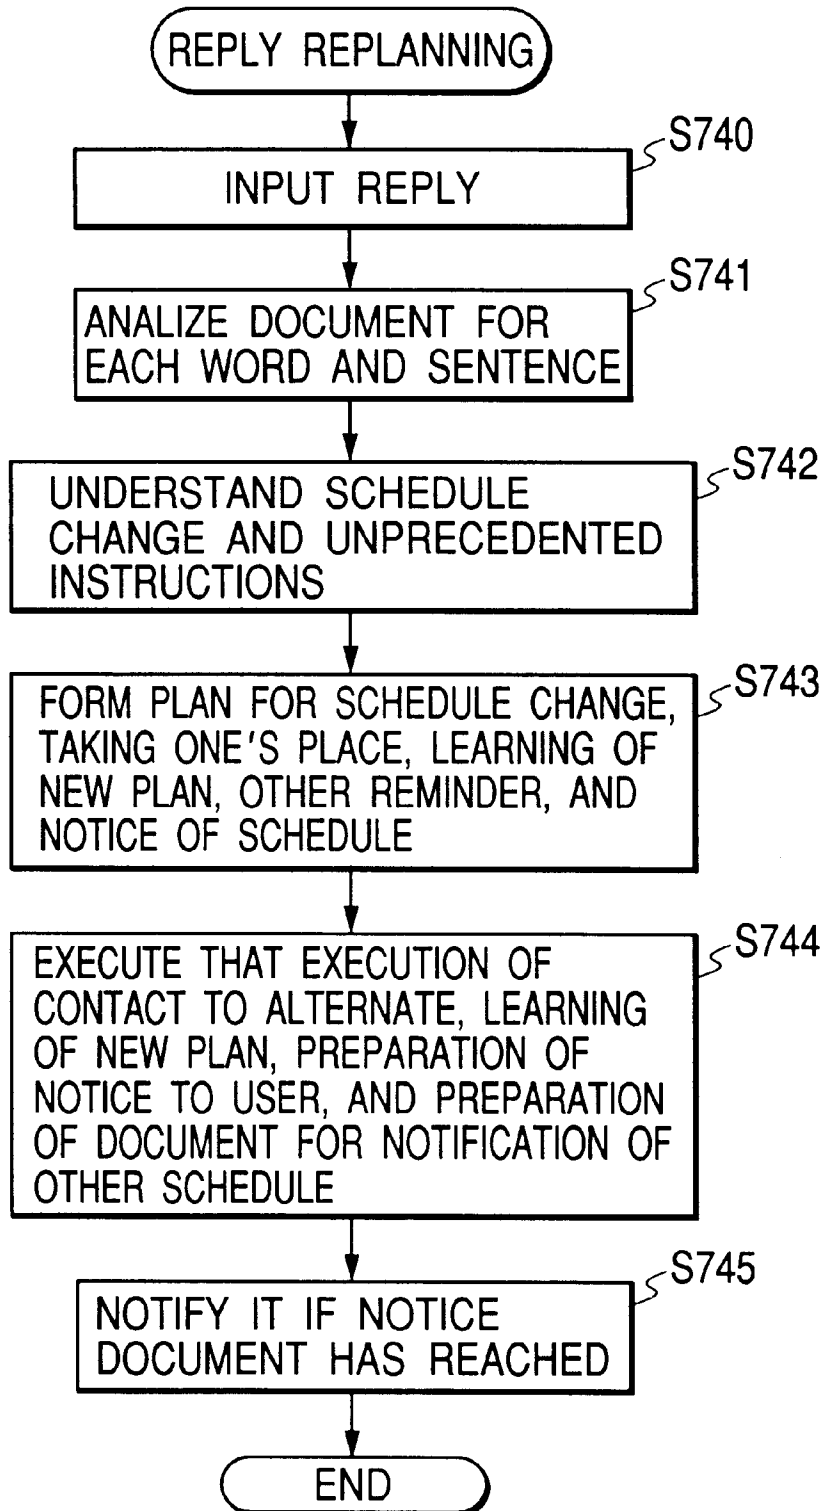 REPLY REPLANNING
S740
INPUT REPLY
S741
ANALIZE DOCUMENT FOR
EACH WORD AND SENTENCE
S742
UNDERSTAND SCHEDULE
CHANGE AND UNPRECEDENTED
INSTRUCTIONS
S743
FORM PLAN FOR SCHEDULE CHANGE,
TAKING ONE'S PLACE, LEARNING OF
NEW PLAN, OTHER REMINDER, AND
NOTICE OF SCHEDULE
S744
EXECUTE THAT EXECUTION OF
CONTACT TO ALTERNATE, LEARNING
OF NEW PLAN, PREPARATION OF
NOTICE TO USER, AND PREPARATION
OF DOCUMENT FOR NOTIFICATION OF
OTHER SCHEDULE
S745
NOTIFY IT IF NOTICE
DOCUMENT HAS REACHED
END